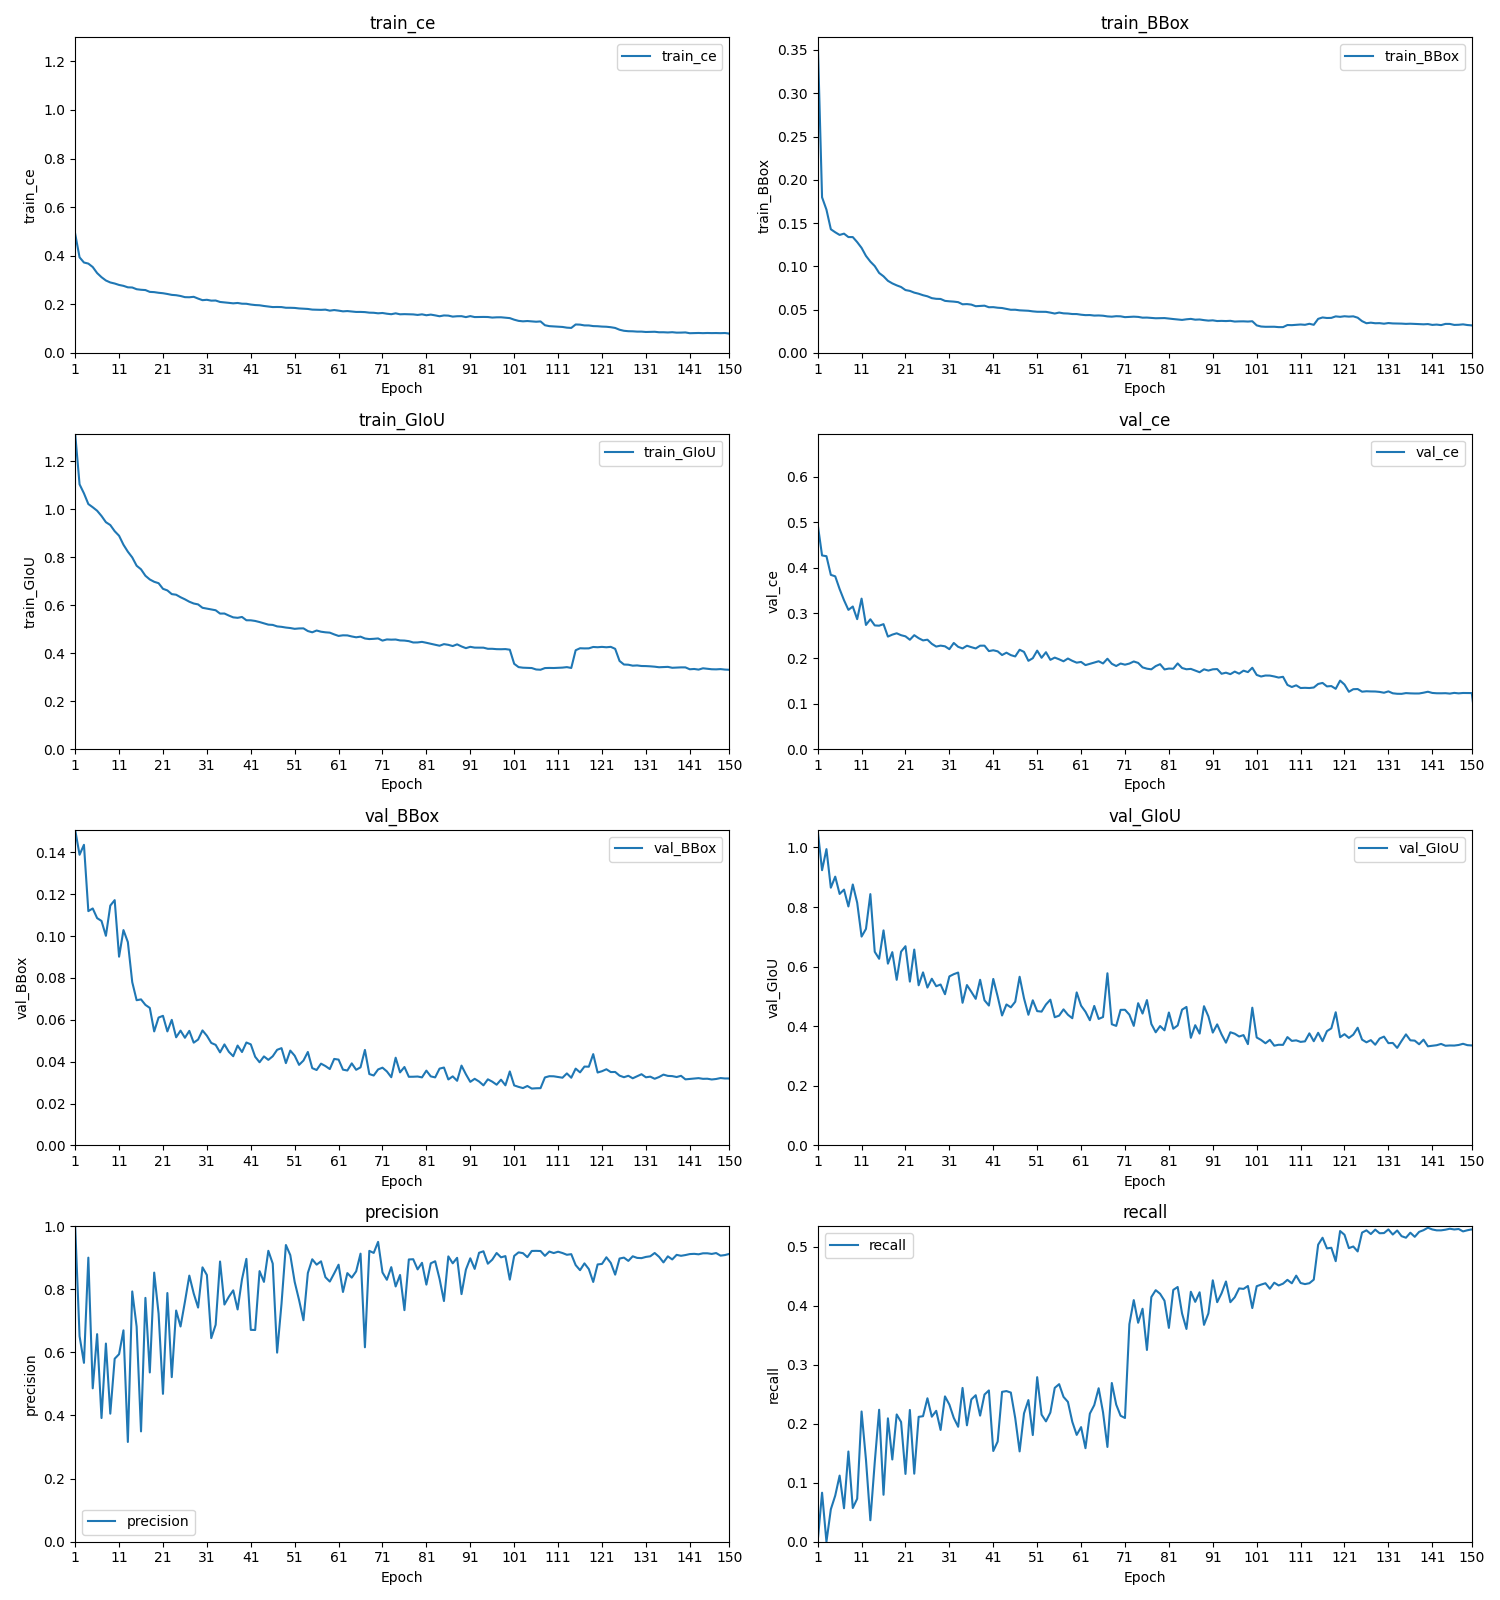 train_ce
train_ce
train_ce
0.0 0.2 0.4 0.6 0.8 1.0 1.2
1 11 21 31 41 51 61 71 81 91 101 111 121 131 141 150
Epoch
train_BBox
train_BBox
train_BBox
0.00 0.05 0.10 0.15 0.20 0.25 0.30 0.35
1 11 21 31 41 51 61 71 81 91 101 111 121 131 141 150
Epoch
train_GIoU
train_GIoU
train_GIoU
0.0 0.2 0.4 0.6 0.8 1.0 1.2
1 11 21 31 41 51 61 71 81 91 101 111 121 131 141 150
Epoch
val_ce
val_ce
val_ce
0.0 0.1 0.2 0.3 0.4 0.5 0.6
1 11 21 31 41 51 61 71 81 91 101 111 121 131 141 150
Epoch
val_BBox
val_BBox
val_BBox
0.00 0.02 0.04 0.06 0.08 0.10 0.12 0.14
1 11 21 31 41 51 61 71 81 91 101 111 121 131 141 150
Epoch
val_GIoU
val_GIoU
val_GIoU
0.0 0.2 0.4 0.6 0.8 1.0
1 11 21 31 41 51 61 71 81 91 101 111 121 131 141 150
Epoch
precision
precision
precision
0.0 0.2 0.4 0.6 0.8 1.0
1 11 21 31 41 51 61 71 81 91 101 111 121 131 141 150
Epoch
recall
recall
recall
0.0 0.1 0.2 0.3 0.4 0.5
1 11 21 31 41 51 61 71 81 91 101 111 121 131 141 150
Epoch